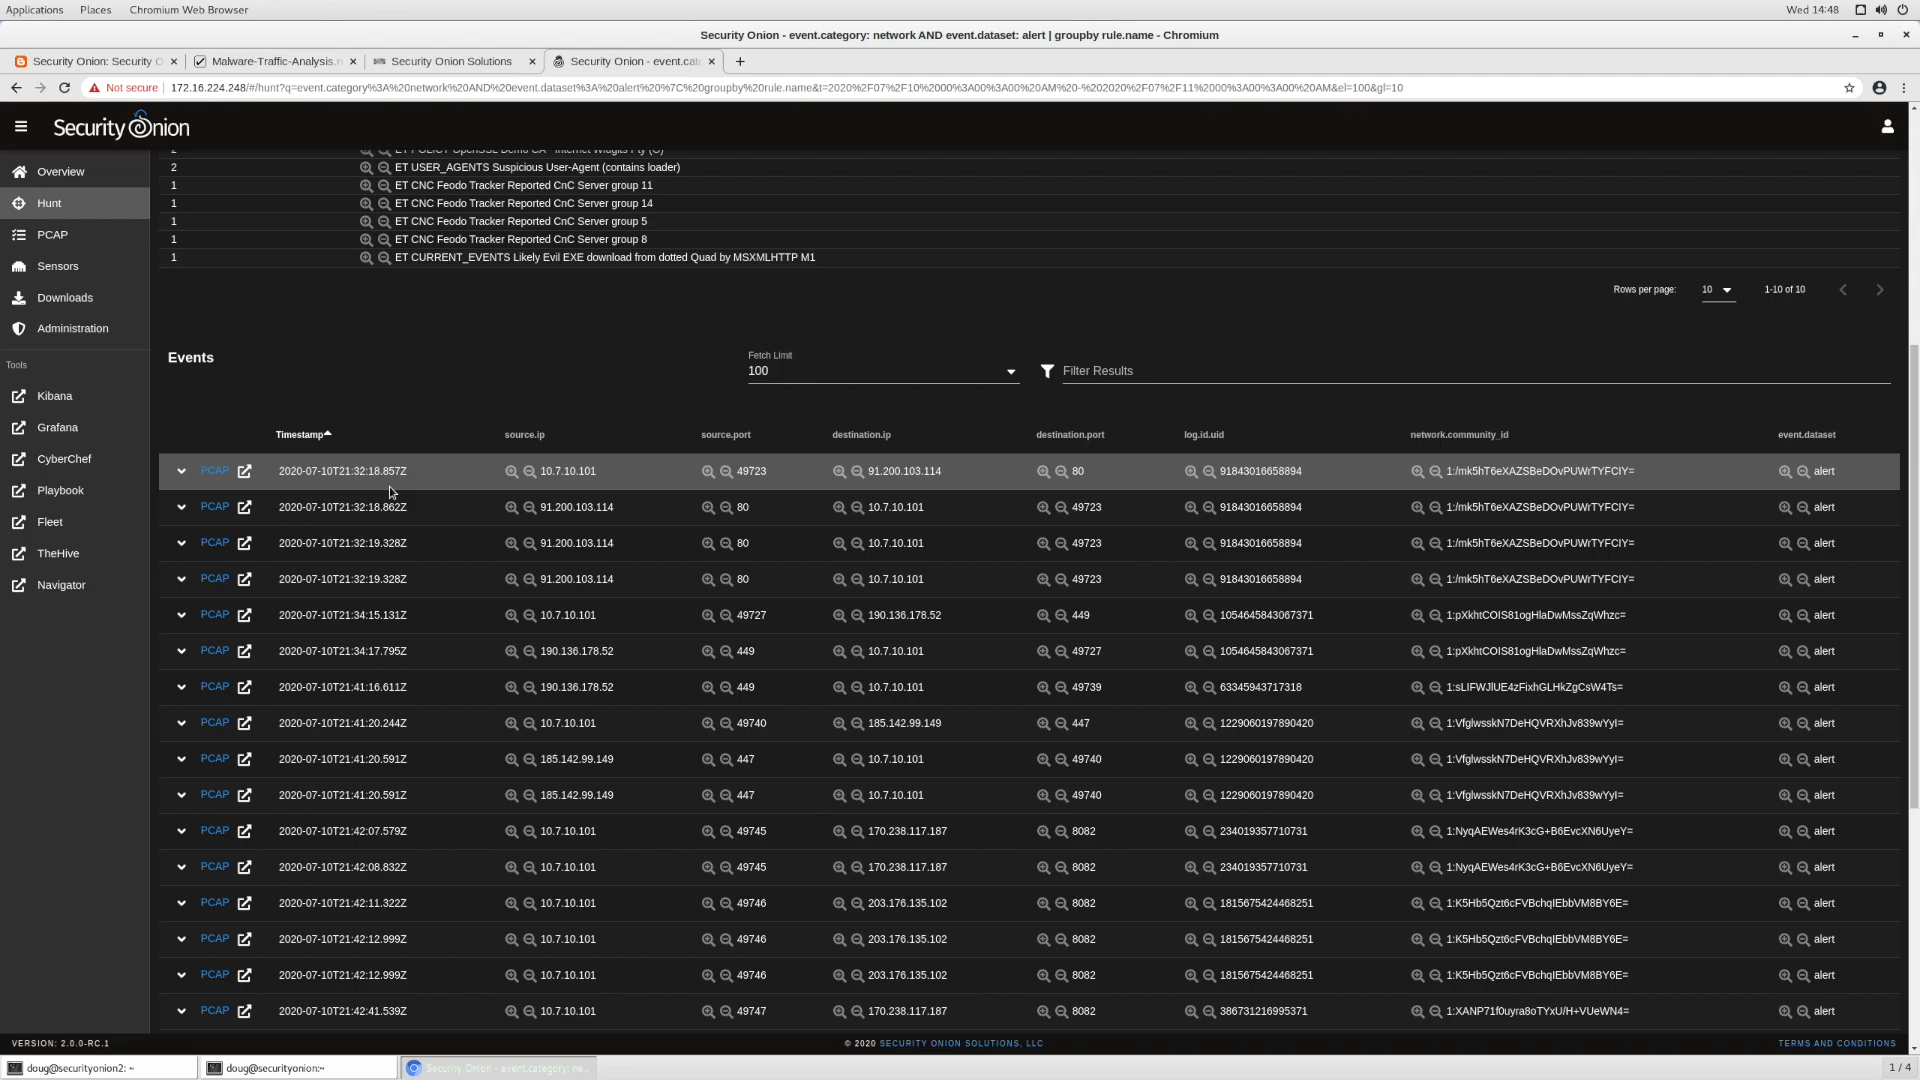 Applications Places Chromium Web Browser Wed 14:48
Security Onion - event.category: network AND event.dataset: alert | groupby rule.name - Chromium
Security Onion: Security O Malware-Traffic-Analysis.n Security Onion Solutions Security Onion - event.cat
Not secure 172.16.224.248/#/hunt?q=event.category%3A%20network%20AND%20event.dataset%3A%20alert%20%7C%20groupby%20rule.name&t=2020%2F07%2F10%2000%3A00%3A00%20AM%20-%202020%2F07%2F11%2000%3A00%3A00%20AM&el=100&gl=10
Security Onion
Overview
Hunt
PCAP
Sensors
Downloads
Administration
Tools
Kibana
Grafana
CyberChef
Playbook
Fleet
TheHive
Navigator
2 ET POLICY OpenSSL Demo CA - Internet Widgits Pty (O)
2 ET USER_AGENTS Suspicious User-Agent (contains loader)
1 ET CNC Feodo Tracker Reported CnC Server group 11
1 ET CNC Feodo Tracker Reported CnC Server group 14
1 ET CNC Feodo Tracker Reported CnC Server group 5
1 ET CNC Feodo Tracker Reported CnC Server group 8
1 ET CURRENT_EVENTS Likely Evil EXE download from dotted Quad by MSXMLHTTP M1
Rows per page: 10 1-10 of 10
Events
Fetch Limit
100 Filter Results
Timestamp source.ip source.port destination.ip destination.port log.id.uid network.community_id event.dataset
PCAP 2020-07-10T21:32:18.857Z 10.7.10.101 49723 91.200.103.114 80 91843016658894 1:/mk5hT6eXAZSBeDOvPUWrTYFCIY= alert
PCAP 2020-07-10T21:32:18.862Z 91.200.103.114 80 10.7.10.101 49723 91843016658894 1:/mk5hT6eXAZSBeDOvPUWrTYFCIY= alert
PCAP 2020-07-10T21:32:19.328Z 91.200.103.114 80 10.7.10.101 49723 91843016658894 1:/mk5hT6eXAZSBeDOvPUWrTYFCIY= alert
PCAP 2020-07-10T21:32:19.328Z 91.200.103.114 80 10.7.10.101 49723 91843016658894 1:/mk5hT6eXAZSBeDOvPUWrTYFCIY= alert
PCAP 2020-07-10T21:34:15.131Z 10.7.10.101 49727 190.136.178.52 449 1054645843067371 1:pXkhtCOIS81ogHlaDwMssZqWhzc= alert
PCAP 2020-07-10T21:34:17.795Z 190.136.178.52 449 10.7.10.101 49727 1054645843067371 1:pXkhtCOIS81ogHlaDwMssZqWhzc= alert
PCAP 2020-07-10T21:41:16.611Z 190.136.178.52 449 10.7.10.101 49739 63345943717318 1:sLIFWJlUE4zFixhGLHkZgCsW4Ts= alert
PCAP 2020-07-10T21:41:20.244Z 10.7.10.101 49740 185.142.99.149 447 1229060197890420 1:VfglwsskN7DeHQVRXhJv839wYyI= alert
PCAP 2020-07-10T21:41:20.591Z 185.142.99.149 447 10.7.10.101 49740 1229060197890420 1:VfglwsskN7DeHQVRXhJv839wYyI= alert
PCAP 2020-07-10T21:41:20.591Z 185.142.99.149 447 10.7.10.101 49740 1229060197890420 1:VfglwsskN7DeHQVRXhJv839wYyI= alert
PCAP 2020-07-10T21:42:07.579Z 10.7.10.101 49745 170.238.117.187 8082 234019357710731 1:NyqAEWes4rK3cG+B6EvcXN6UyeY= alert
PCAP 2020-07-10T21:42:08.832Z 10.7.10.101 49745 170.238.117.187 8082 234019357710731 1:NyqAEWes4rK3cG+B6EvcXN6UyeY= alert
PCAP 2020-07-10T21:42:11.322Z 10.7.10.101 49746 203.176.135.102 8082 1815675424468251 1:K5Hb5Qzt6cFVBchqIEbbVM8BY6E= alert
PCAP 2020-07-10T21:42:12.999Z 10.7.10.101 49746 203.176.135.102 8082 1815675424468251 1:K5Hb5Qzt6cFVBchqIEbbVM8BY6E= alert
PCAP 2020-07-10T21:42:12.999Z 10.7.10.101 49746 203.176.135.102 8082 1815675424468251 1:K5Hb5Qzt6cFVBchqIEbbVM8BY6E= alert
PCAP 2020-07-10T21:42:41.539Z 10.7.10.101 49747 170.238.117.187 8082 386731216995371 1:XANP71f0uyra8oTYxU/H+VUeWN4= alert
VERSION: 2.0.0-RC.1 © 2020 SECURITY ONION SOLUTIONS, LLC TERMS AND CONDITIONS
doug@securityonion2: ~ doug@securityonion:~ Security Onion - event.category: ne... 1 / 4